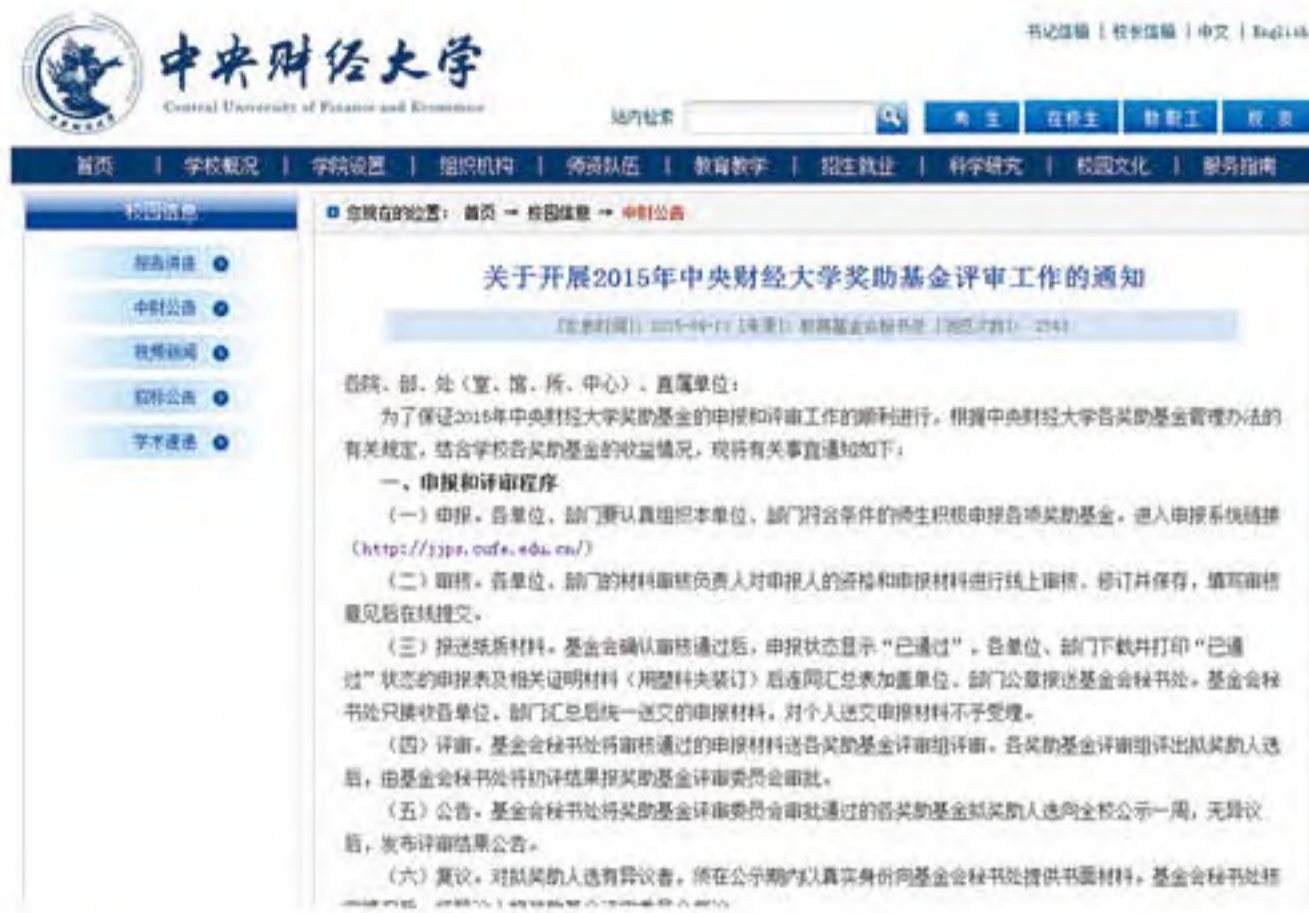 书记信箱 | 校长信箱 | 中文 | English
中央财经大学
Central University of Finance and Economics
站内检索
考 生 在校生 教职工 校 友
首页 | 学校概况 | 学院设置 | 组织机构 | 师资队伍 | 教育教学 | 招生就业 | 科学研究 | 校园文化 | 服务指南
校园信息
您现在的位置: 首页 → 校园信息 → 中财公告
报告讲座
中财公告
视频新闻
招标公告
学术速递
关于开展2015年中央财经大学奖助基金评审工作的通知
各院、部、处(室、馆、所、中心)、直属单位:
为了保证2015年中央财经大学奖助基金的申报和评审工作的顺利进行,根据中央财经大学各奖助基金管理办法的
有关规定,结合学校各奖助基金的收益情况,现将有关事宜通知如下:
一、申报和评审程序
(一)申报。各单位、部门要认真组织本单位、部门符合条件的师生积极申报各项奖助基金。进入申报系统链接
(http://jjps.cufe.edu.cn/)
(二)审核。各单位、部门的材料审核负责人对申报人的资格和申报材料进行线上审核、修订并保存,填写审核
意见后在线提交。
(三)报送纸质材料。基金会确认审核通过后,申报状态显示“已通过”。各单位、部门下载并打印“已通
过”状态的申报表及相关证明材料(用塑料夹装订)后连同汇总表加盖单位、部门公章报送基金会秘书处。基金会秘
书处只接收各单位、部门汇总后统一送交的申报材料,对个人送交申报材料不予受理。
(四)评审。基金会秘书处将审核通过的申报材料送各奖助基金评审组评审。各奖助基金评审组评出拟奖助人选
后,由基金会秘书处将初评结果报奖助基金评审委员会审批。
(五)公告。基金会秘书处将奖助基金评审委员会审批通过的各奖助基金拟奖助人选向全校公示一周,无异议
后,发布评审结果公告。
(六)复议。对拟奖助人选有异议者,须在公示期内以真实身份向基金会秘书处提供书面材料。基金会秘书处核